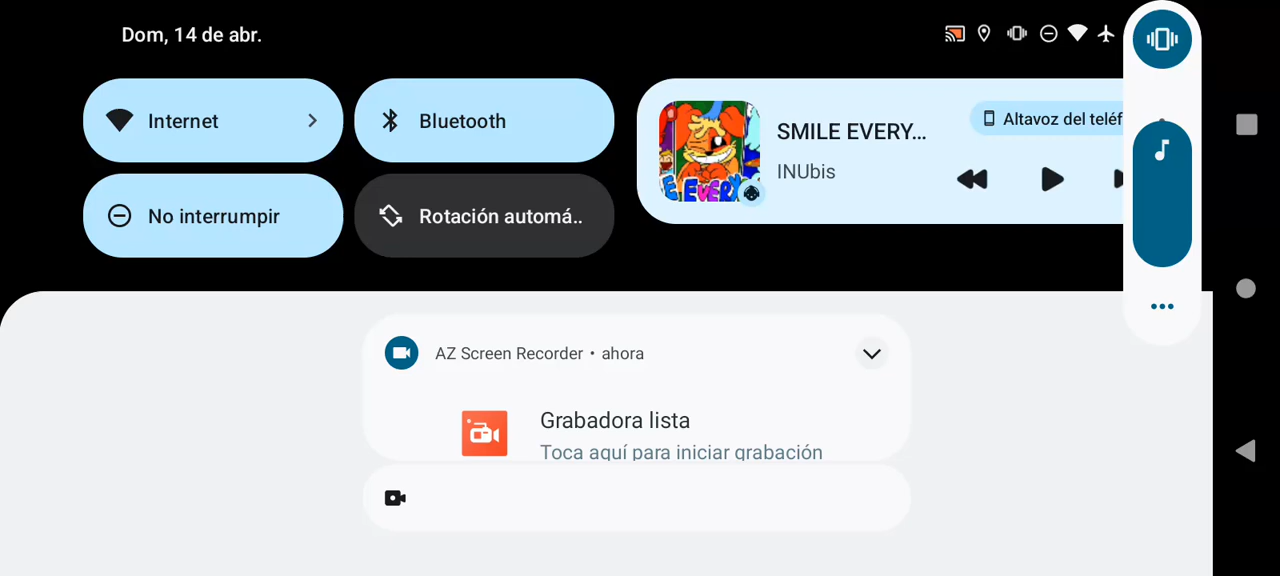 Dom, 14 de abr.
Internet
Bluetooth
No interrumpir
Rotación automá..
SMILE EVERY...
INUbis
Altavoz del teléf
E EVERY
AZ Screen Recorder • ahora
Grabadora lista
Toca aquí para iniciar grabación